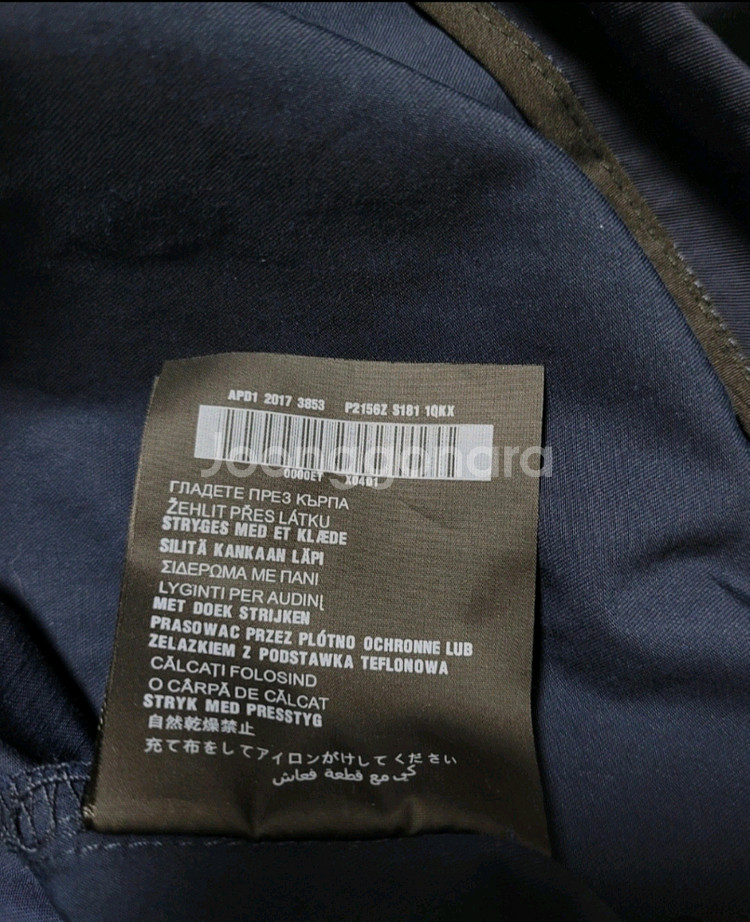 APD1 2017 3853 P2156Z S181 1QKX
Joonggonara
0000ET X0401
ГЛАДЕТЕ ПРЕЗ КЪРПА
ŽEHLIT PŘES LÁTKU
STRYGES MED ET KLÆDE
SILITÄ KANKAAN LÄPI
ΣΙΔΕΡΩΜΑ ΜΕ ΠΑΝΙ
LYGINTI PER AUDINĮ
MET DOEK STRIJKEN
PRASOWAC PRZEZ PLÓTNO OCHRONNE LUB
ZELAZKIEM Z PODSTAWKA TEFLONOWA
CĂLCAȚI FOLOSIND
O CÂRPĂ DE CĂLCAT
STRYK MED PRESSTYG
自然乾燥禁止
充て布をしてアイロンがけしてください
كي مع قطعة قماش